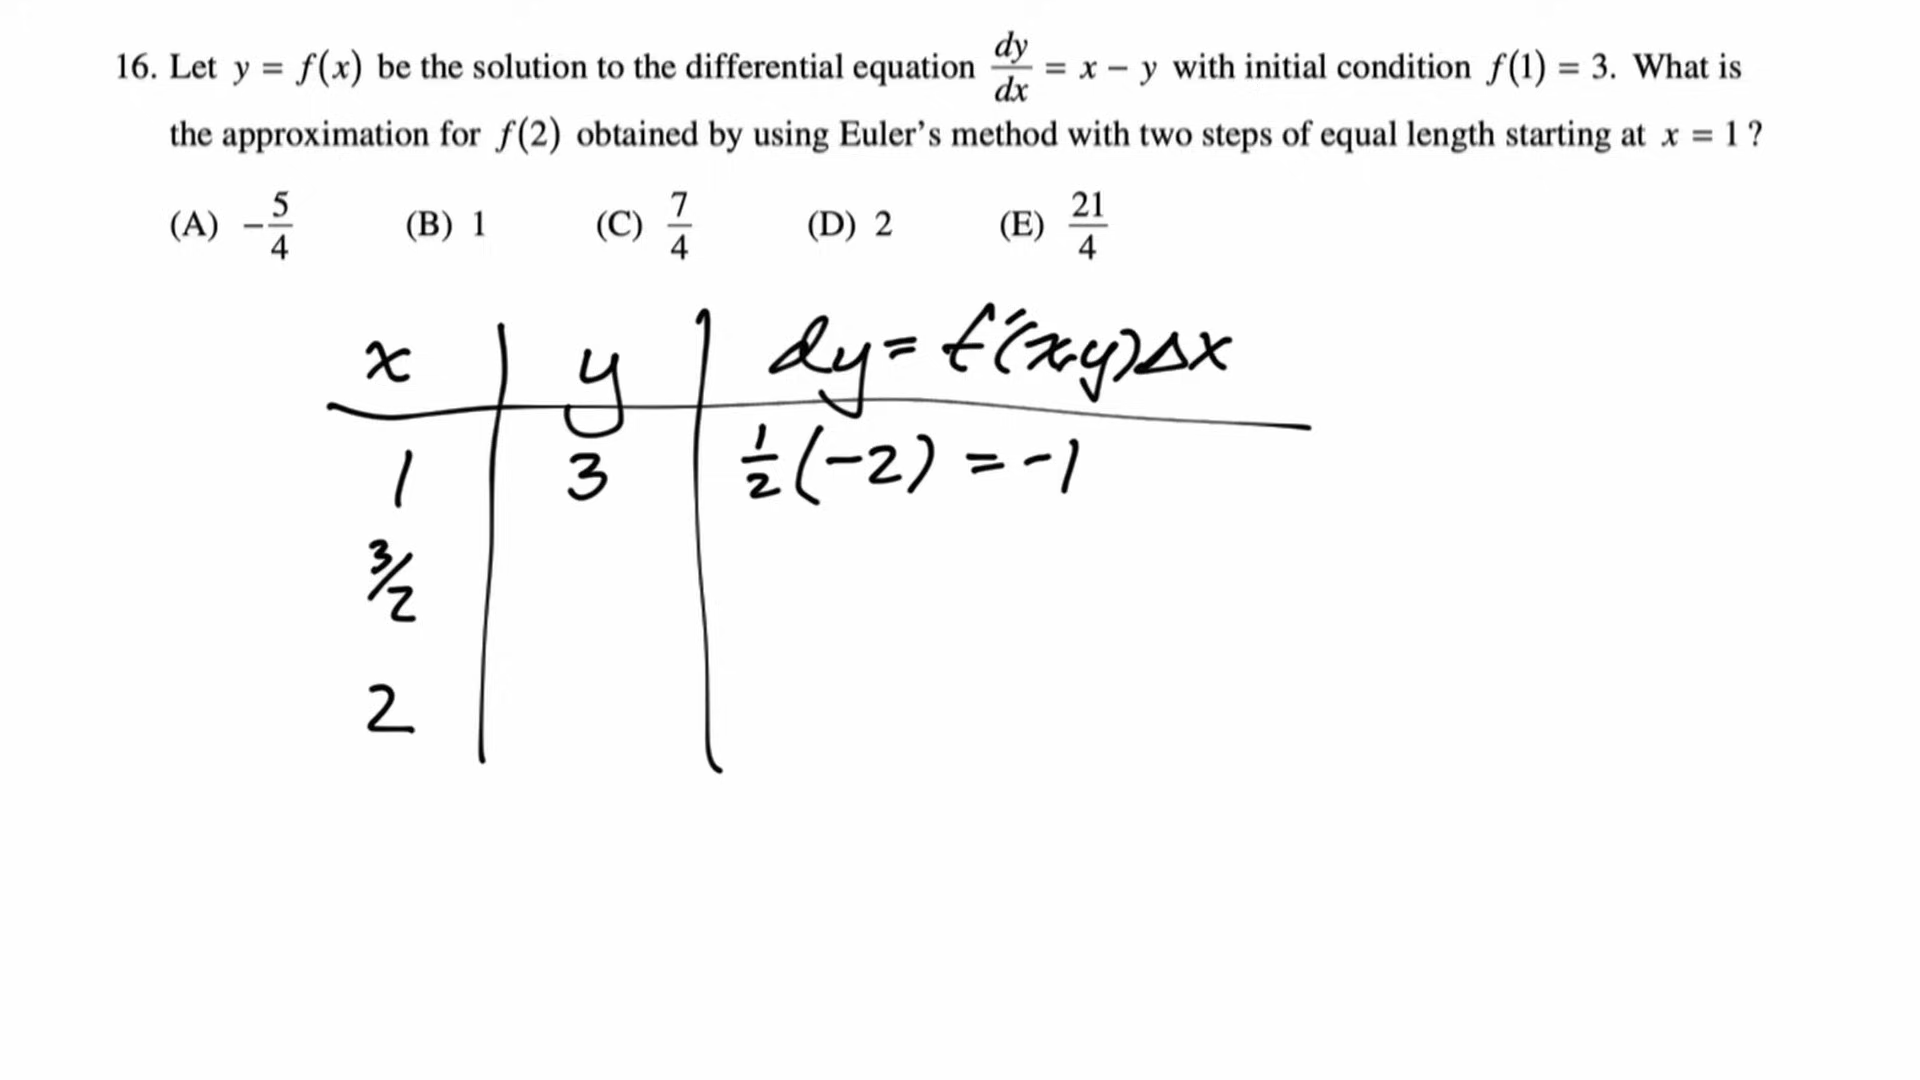 16. Let y = f(x) be the solution to the differential equation dy/dx = x − y with initial condition f(1) = 3. What is
the approximation for f(2) obtained by using Euler’s method with two steps of equal length starting at x = 1 ?
(A) −5/4 (B) 1 (C) 7/4 (D) 2 (E) 21/4
x y dy = f'(x,y)Δx
1 3 1/2(-2) = -1
3/2
2